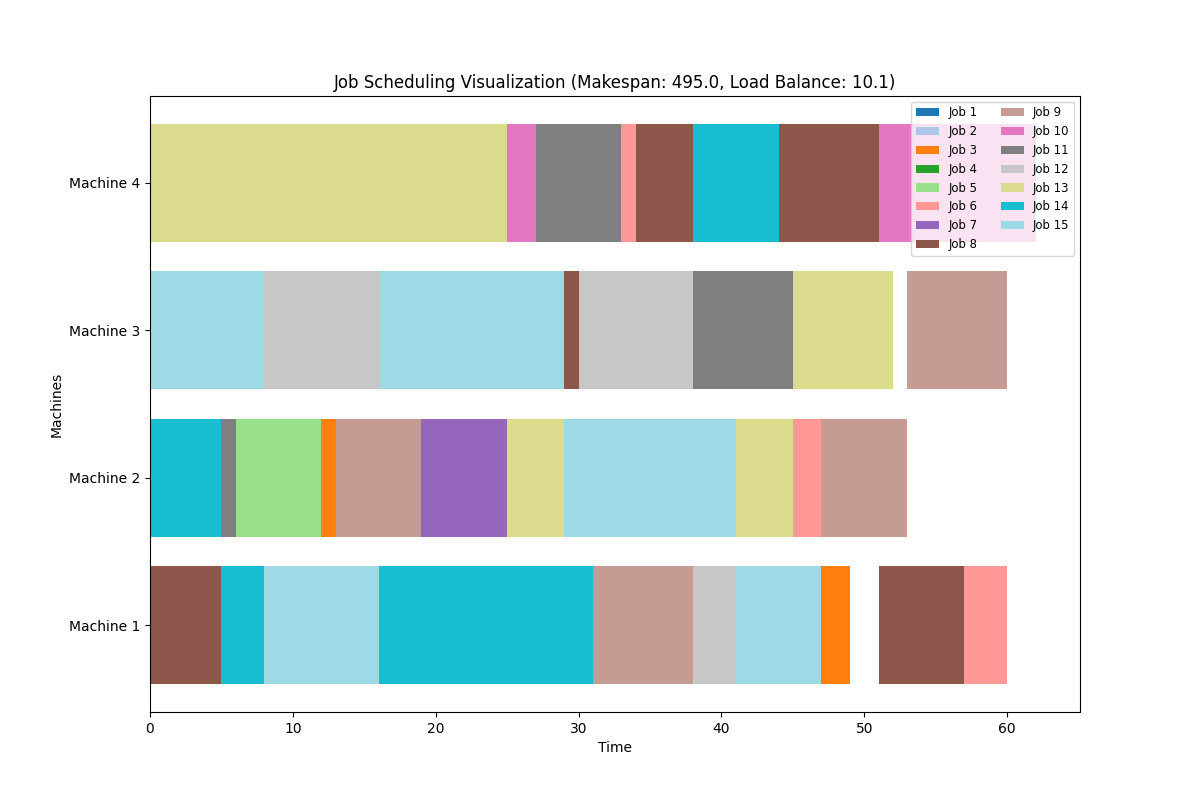 Job Scheduling Visualization (Makespan: 495.0, Load Balance: 10.1)
Job 1
Job 2
Job 3
Job 4
Job 5
Job 6
Job 7
Job 8
Job 9
Job 10
Job 11
Job 12
Job 13
Job 14
Job 15
Machine 4
Machine 3
Machine 2
Machine 1
Machines
0 10 20 30 40 50 60
Time